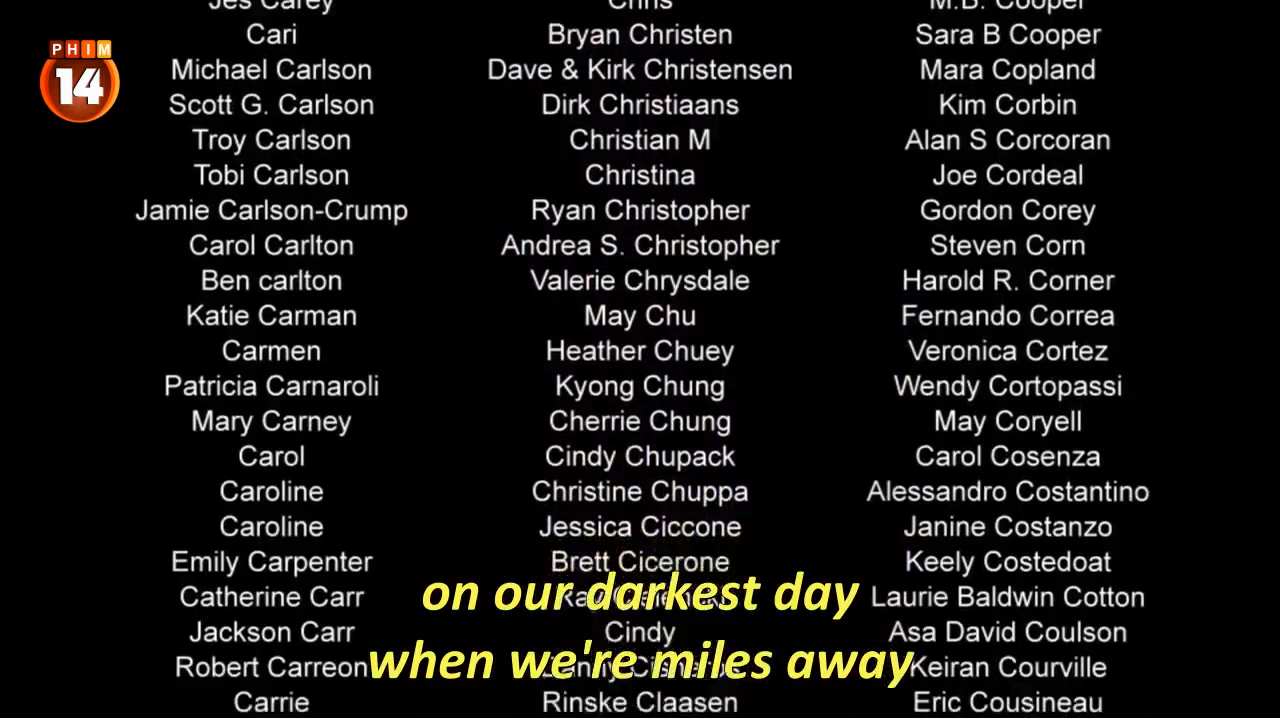 Jes Carey
Cari
Michael Carlson
Scott G. Carlson
Troy Carlson
Tobi Carlson
Jamie Carlson-Crump
Carol Carlton
Ben carlton
Katie Carman
Carmen
Patricia Carnaroli
Mary Carney
Carol
Caroline
Caroline
Emily Carpenter
Catherine Carr
Jackson Carr
Robert Carreon
Carrie
Chris
Bryan Christen
Dave & Kirk Christensen
Dirk Christiaans
Christian M
Christina
Ryan Christopher
Andrea S. Christopher
Valerie Chrysdale
May Chu
Heather Chuey
Kyong Chung
Cherrie Chung
Cindy Chupack
Christine Chuppa
Jessica Ciccone
Brett Cicerone
Cindy
Rinske Claasen
M.B. Cooper
Sara B Cooper
Mara Copland
Kim Corbin
Alan S Corcoran
Joe Cordeal
Gordon Corey
Steven Corn
Harold R. Corner
Fernando Correa
Veronica Cortez
Wendy Cortopassi
May Coryell
Carol Cosenza
Alessandro Costantino
Janine Costanzo
Keely Costedoat
Laurie Baldwin Cotton
Asa David Coulson
Keiran Courville
Eric Cousineau
PHIM
14
on our darkest day
when we're miles away